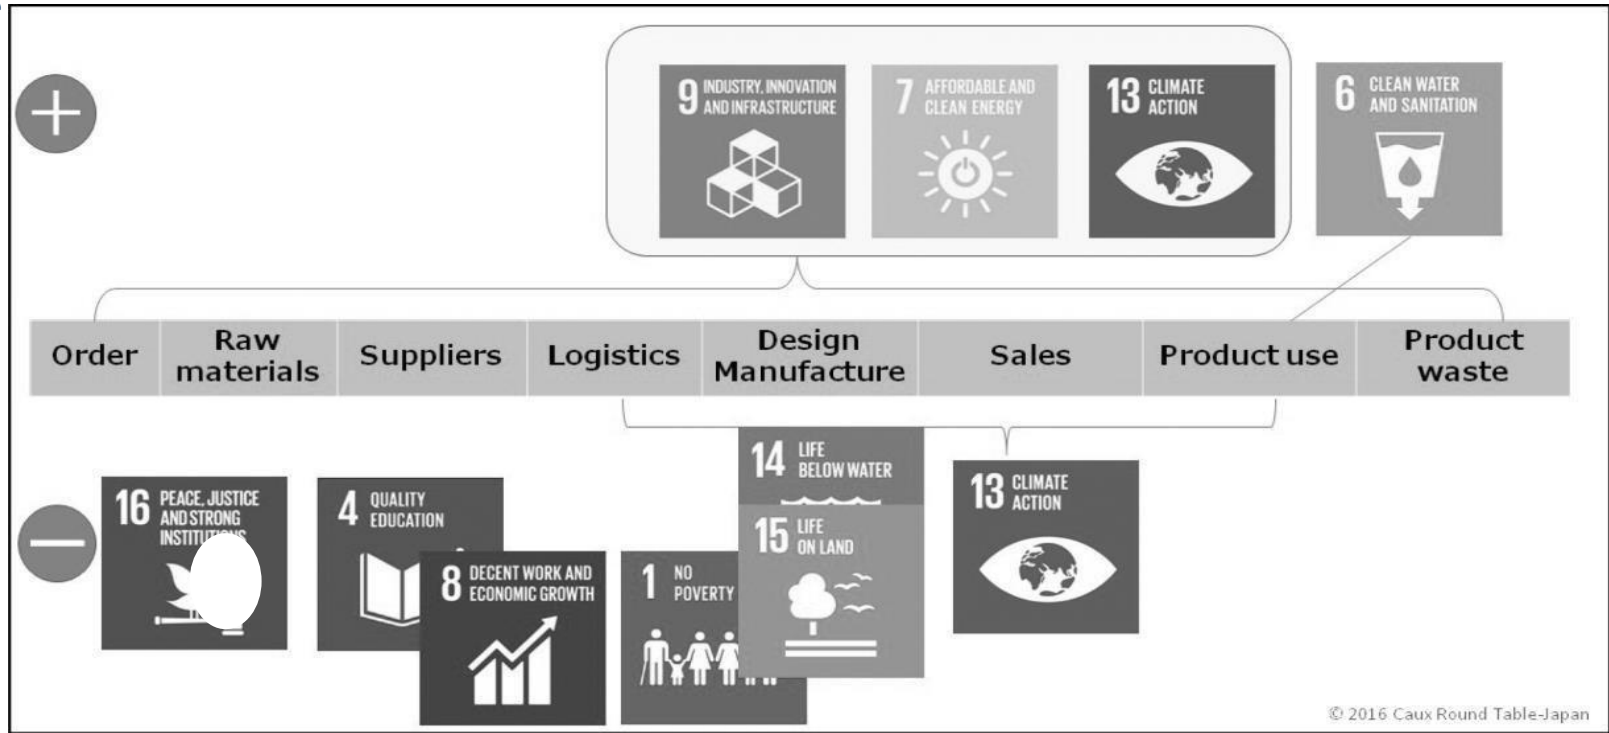 9 INDUSTRY, INNOVATION
AND INFRASTRUCTURE
7 AFFORDABLE AND
CLEAN ENERGY
13 CLIMATE
ACTION
6 CLEAN WATER
AND SANITATION
Order
Raw
materials
Suppliers
Logistics
Design
Manufacture
Sales
Product use
Product
waste
16 PEACE, JUSTICE
AND STRONG
INSTITUTIONS
4 QUALITY
EDUCATION
8 DECENT WORK AND
ECONOMIC GROWTH
1 NO
POVERTY
14 LIFE
BELOW WATER
15 LIFE
ON LAND
13 CLIMATE
ACTION
© 2016 Caux Round Table-Japan